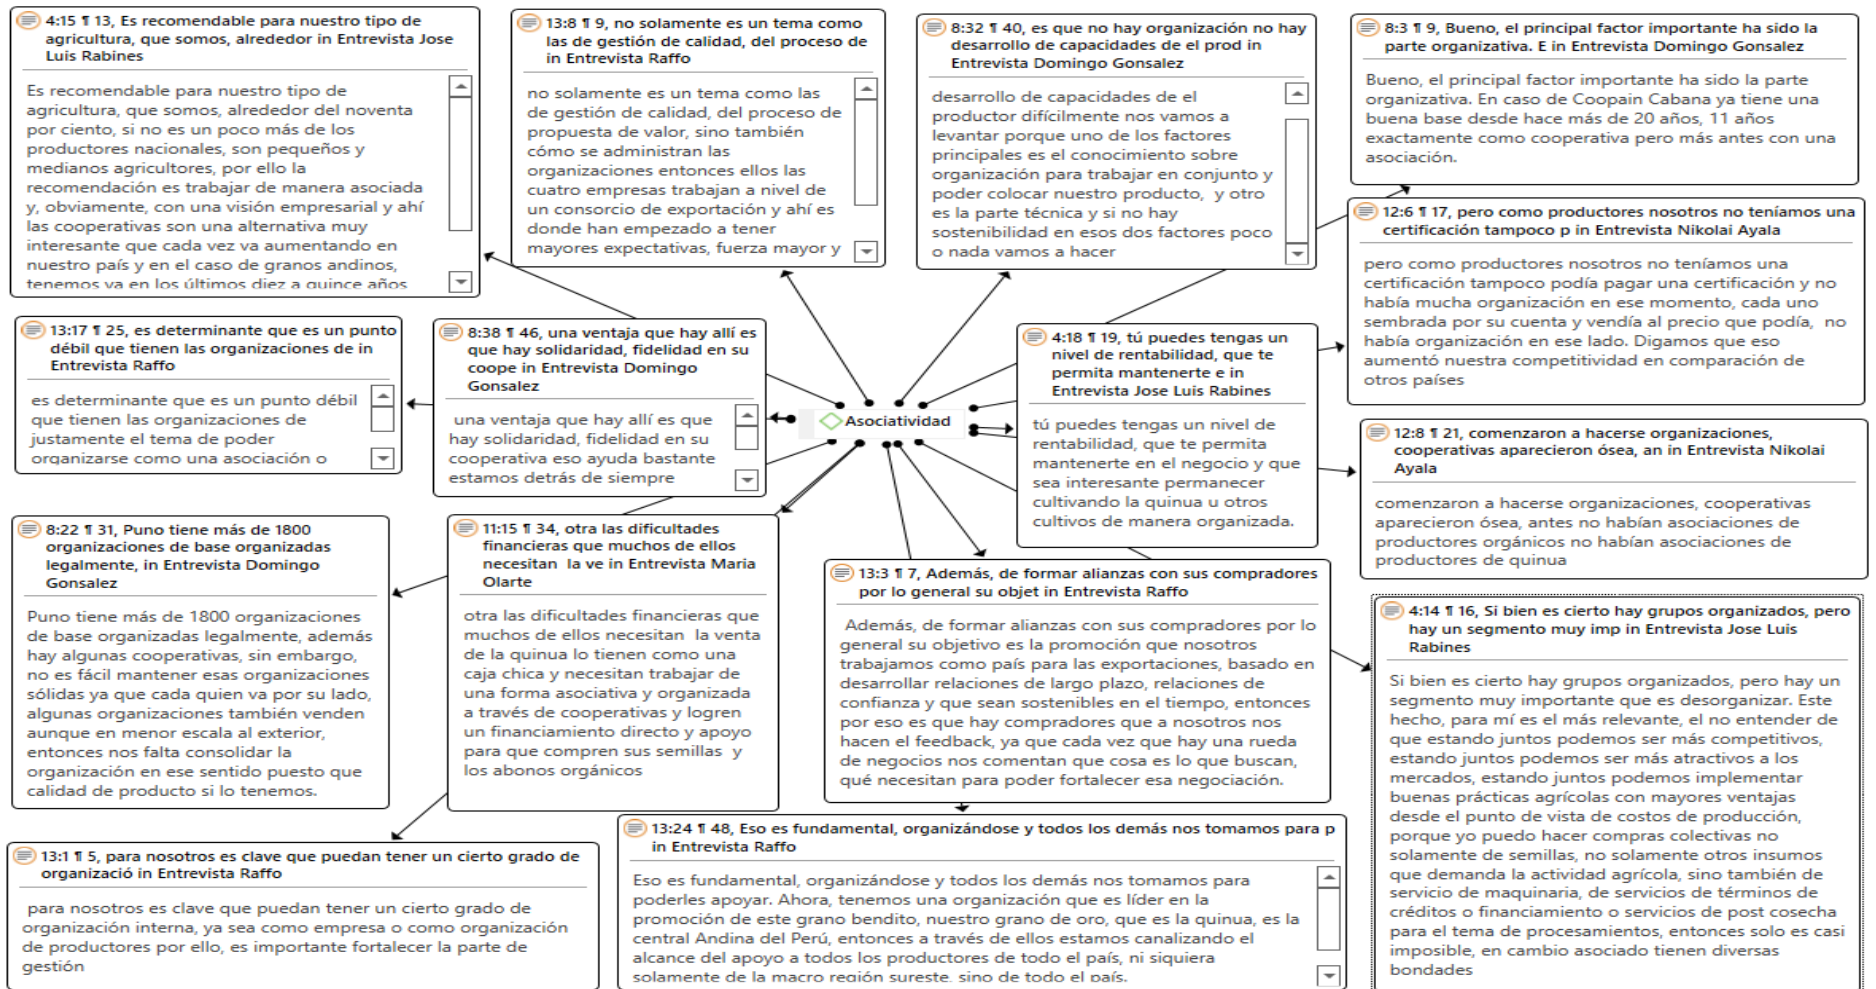 4:15 ¶ 13, Es recomendable para nuestro tipo de
agricultura, que somos, alrededor in Entrevista Jose
Luis Rabines
Es recomendable para nuestro tipo de
agricultura, que somos, alrededor del noventa
por ciento, si no es un poco más de los
productores nacionales, son pequeños y
medianos agricultores, por ello la
recomendación es trabajar de manera asociada
y, obviamente, con una visión empresarial y ahí
las cooperativas son una alternativa muy
interesante que cada vez va aumentando en
nuestro país y en el caso de granos andinos,
tenemos ya en los últimos diez a quince años
13:8 ¶ 9, no solamente es un tema como
las de gestión de calidad, del proceso de
in Entrevista Raffo
no solamente es un tema como las
de gestión de calidad, del proceso de
propuesta de valor, sino también
cómo se administran las
organizaciones entonces ellos las
cuatro empresas trabajan a nivel de
un consorcio de exportación y ahí es
donde han empezado a tener
mayores expectativas, fuerza mayor y
8:32 ¶ 40, es que no hay organización no hay
desarrollo de capacidades de el prod in
Entrevista Domingo Gonsalez
desarrollo de capacidades de el
productor difícilmente nos vamos a
levantar porque uno de los factores
principales es el conocimiento sobre
organización para trabajar en conjunto y
poder colocar nuestro producto, y otro
es la parte técnica y si no hay
sostenibilidad en esos dos factores poco
o nada vamos a hacer
8:3 ¶ 9, Bueno, el principal factor importante ha sido la
parte organizativa. E in Entrevista Domingo Gonsalez
Bueno, el principal factor importante ha sido la parte
organizativa. En caso de Coopain Cabana ya tiene una
buena base desde hace más de 20 años, 11 años
exactamente como cooperativa pero más antes con una
asociación.
12:6 ¶ 17, pero como productores nosotros no teníamos una
certificación tampoco p in Entrevista Nikolai Ayala
pero como productores nosotros no teníamos una
certificación tampoco podía pagar una certificación y no
había mucha organización en ese momento, cada uno
sembrada por su cuenta y vendía al precio que podía, no
había organización en ese lado. Digamos que eso
aumentó nuestra competitividad en comparación de
otros países
13:17 ¶ 25, es determinante que es un punto
débil que tienen las organizaciones de in
Entrevista Raffo
es determinante que es un punto débil
que tienen las organizaciones de
justamente el tema de poder
organizarse como una asociación o
8:38 ¶ 46, una ventaja que hay allí es
que hay solidaridad, fidelidad en su
coope in Entrevista Domingo
Gonsalez
una ventaja que hay allí es que
hay solidaridad, fidelidad en su
cooperativa eso ayuda bastante
estamos detrás de siempre
Asociatividad
4:18 ¶ 19, tú puedes tengas un
nivel de rentabilidad, que te
permita mantenerte e in
Entrevista Jose Luis Rabines
tú puedes tengas un nivel de
rentabilidad, que te permita
mantenerte en el negocio y que
sea interesante permanecer
cultivando la quinua u otros
cultivos de manera organizada.
12:8 ¶ 21, comenzaron a hacerse organizaciones,
cooperativas aparecieron ósea, an in Entrevista Nikolai
Ayala
comenzaron a hacerse organizaciones, cooperativas
aparecieron ósea, antes no habían asociaciones de
productores orgánicos no habían asociaciones de
productores de quinua
8:22 ¶ 31, Puno tiene más de 1800
organizaciones de base organizadas
legalmente, in Entrevista Domingo
Gonsalez
Puno tiene más de 1800 organizaciones
de base organizadas legalmente, además
hay algunas cooperativas, sin embargo,
no es fácil mantener esas organizaciones
sólidas ya que cada quien va por su lado,
algunas organizaciones también venden
aunque en menor escala al exterior,
entonces nos falta consolidar la
organización en ese sentido puesto que
calidad de producto si lo tenemos.
11:15 ¶ 34, otra las dificultades
financieras que muchos de ellos
necesitan la ve in Entrevista Maria
Olarte
otra las dificultades financieras que
muchos de ellos necesitan la venta
de la quinua lo tienen como una
caja chica y necesitan trabajar de
una forma asociativa y organizada
a través de cooperativas y logren
un financiamiento directo y apoyo
para que compren sus semillas y
los abonos orgánicos
13:3 ¶ 7, Además, de formar alianzas con sus compradores
por lo general su objet in Entrevista Raffo
Además, de formar alianzas con sus compradores por lo
general su objetivo es la promoción que nosotros
trabajamos como país para las exportaciones, basado en
desarrollar relaciones de largo plazo, relaciones de
confianza y que sean sostenibles en el tiempo, entonces
por eso es que hay compradores que a nosotros nos
hacen el feedback, ya que cada vez que hay una rueda
de negocios nos comentan que cosa es lo que buscan,
qué necesitan para poder fortalecer esa negociación.
4:14 ¶ 16, Si bien es cierto hay grupos organizados, pero
hay un segmento muy imp in Entrevista Jose Luis
Rabines
Si bien es cierto hay grupos organizados, pero hay un
segmento muy importante que es desorganizar. Este
hecho, para mí es el más relevante, el no entender de
que estando juntos podemos ser más competitivos,
estando juntos podemos ser más atractivos a los
mercados, estando juntos podemos implementar
buenas prácticas agrícolas con mayores ventajas
desde el punto de vista de costos de producción,
porque yo puedo hacer compras colectivas no
solamente de semillas, no solamente otros insumos
que demanda la actividad agrícola, sino también de
servicio de maquinaria, de servicios de términos de
créditos o financiamiento o servicios de post cosecha
para el tema de procesamientos, entonces solo es casi
imposible, en cambio asociado tienen diversas
bondades
13:1 ¶ 5, para nosotros es clave que puedan tener un cierto grado de
organizació in Entrevista Raffo
para nosotros es clave que puedan tener un cierto grado de
organización interna, ya sea como empresa o como organización
de productores por ello, es importante fortalecer la parte de
gestión
13:24 ¶ 48, Eso es fundamental, organizándose y todos los demás nos tomamos para p
in Entrevista Raffo
Eso es fundamental, organizándose y todos los demás nos tomamos para
poderles apoyar. Ahora, tenemos una organización que es líder en la
promoción de este grano bendito, nuestro grano de oro, que es la quinua, es la
central Andina del Perú, entonces a través de ellos estamos canalizando el
alcance del apoyo a todos los productores de todo el país, ni siquiera
solamente de la macro región sureste, sino de todo el país.